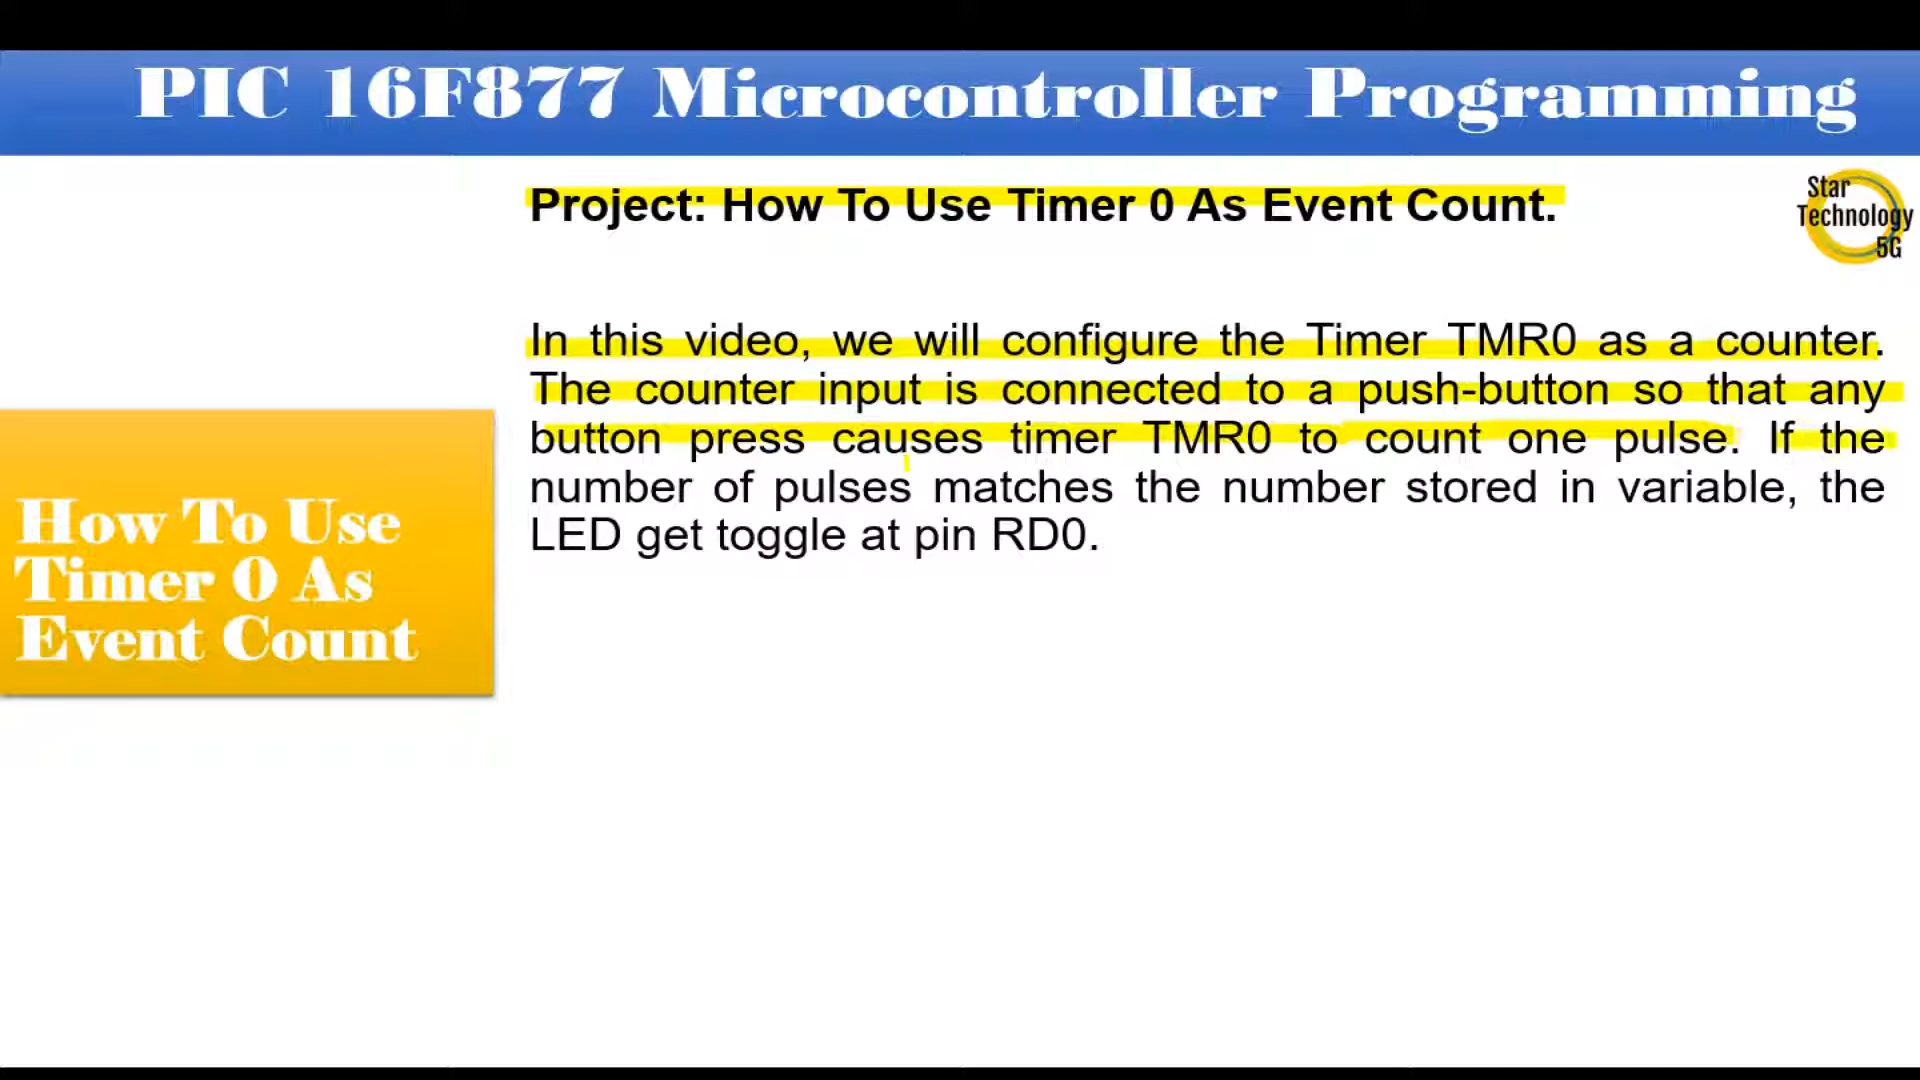 PIC 16F877 Microcontroller Programming
Project: How To Use Timer 0 As Event Count.
Star
Technology
5G
In this video, we will configure the Timer TMR0 as a counter.
The counter input is connected to a push-button so that any
button press causes timer TMR0 to count one pulse. If the
number of pulses matches the number stored in variable, the
LED get toggle at pin RD0.
How To Use
Timer 0 As
Event Count